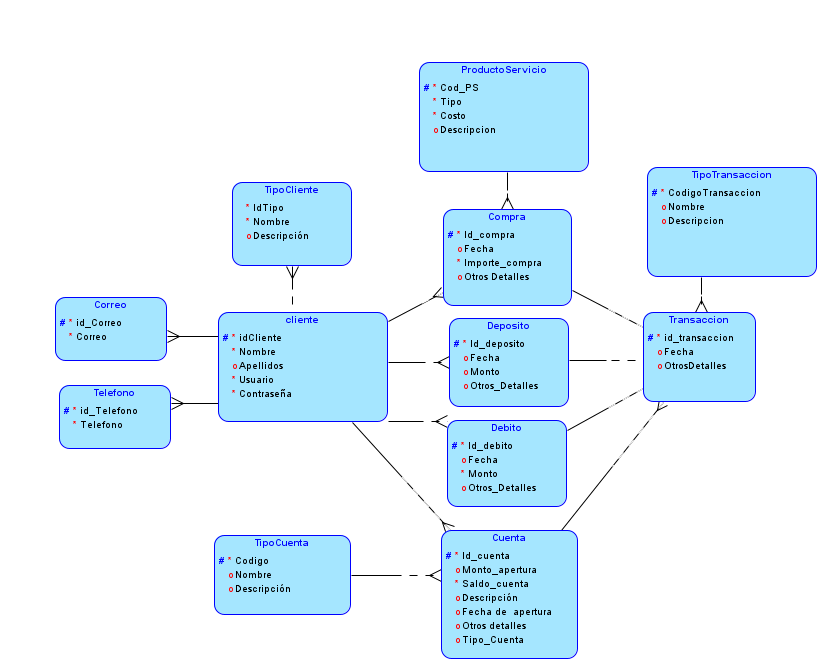 ProductoServicio
# * Cod_PS
* Tipo
* Costo
o Descripcion
TipoCliente
* IdTipo
* Nombre
o Descripción
TipoTransaccion
# * CodigoTransaccion
o Nombre
o Descripcion
Compra
# * Id_compra
o Fecha
* Importe_compra
o Otros Detalles
Correo
# * id_Correo
* Correo
cliente
# * idCliente
* Nombre
o Apellidos
* Usuario
* Contraseña
Deposito
# * Id_deposito
o Fecha
o Monto
o Otros_Detalles
Transaccion
# * id_transaccion
o Fecha
o OtrosDetalles
Telefono
# * id_Telefono
* Telefono
Debito
# * Id_debito
o Fecha
* Monto
o Otros_Detalles
TipoCuenta
# * Codigo
o Nombre
o Descripción
Cuenta
# * Id_cuenta
o Monto_apertura
* Saldo_cuenta
o Descripción
o Fecha de apertura
o Otros detalles
o Tipo_Cuenta